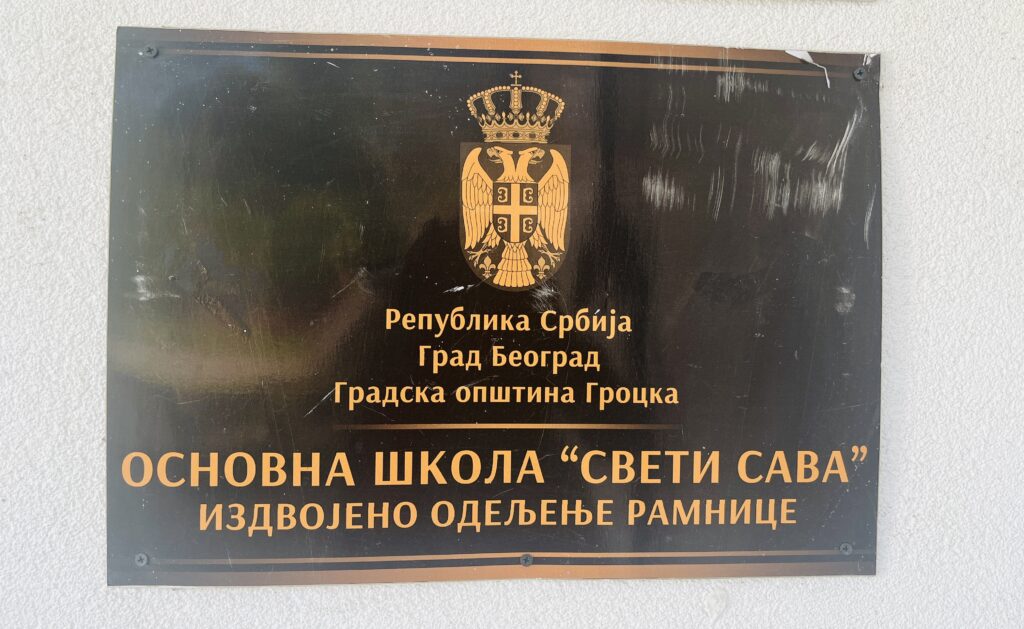 Република Србија
Град Београд
Градска општина Гроцка
ОСНОВНА ШКОЛА “СВЕТИ САВА”
ИЗДВОЈЕНО ОДЕЉЕЊЕ РАМНИЦЕ